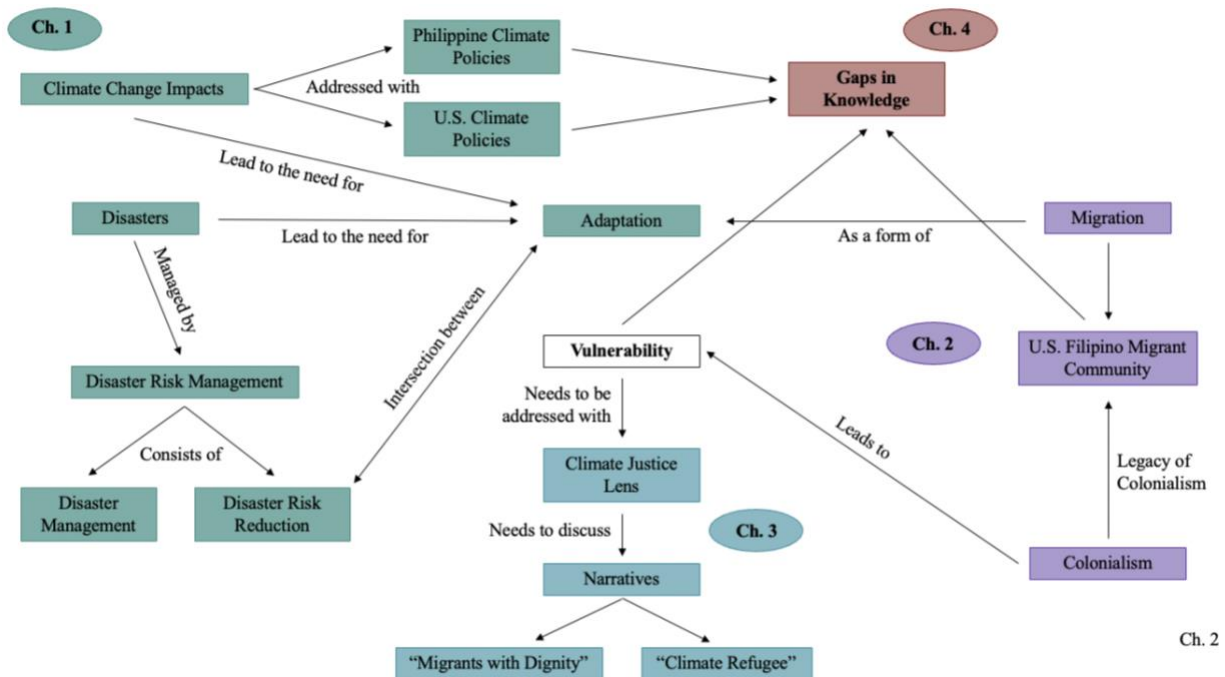 Ch. 1
Philippine Climate
Policies
Ch. 4
Climate Change Impacts
Addressed with
Gaps in
Knowledge
U.S. Climate
Policies
Lead to the need for
Disasters
Lead to the need for
Adaptation
As a form of
Migration
Managed by
Intersection between
Vulnerability
Ch. 2
U.S. Filipino Migrant
Community
Disaster Risk Management
Needs to be
addressed with
Leads to
Consists of
Climate Justice
Lens
Legacy of
Colonialism
Disaster
Management
Disaster Risk
Reduction
Needs to discuss
Ch. 3
Narratives
Colonialism
“Migrants with Dignity”
“Climate Refugee”
Ch. 2